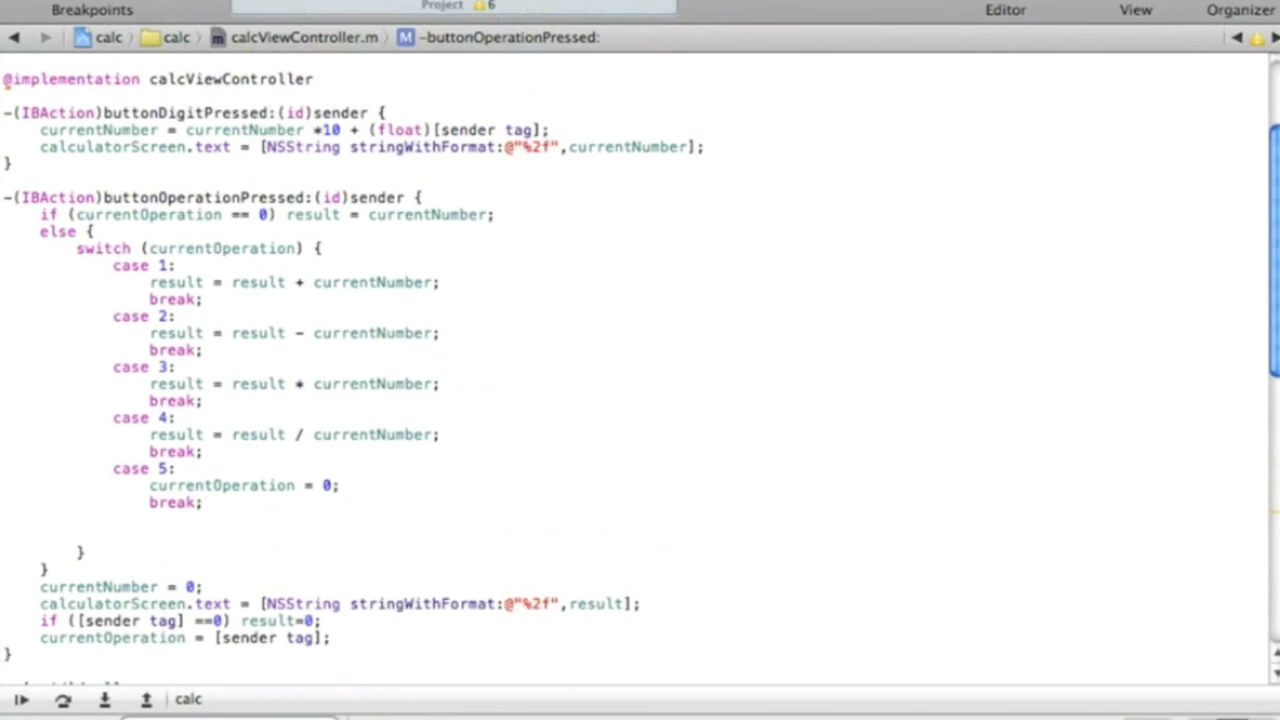 Breakpoints
Project 6
Editor
View
Organizer
calc
calc
calcViewController.m
M -buttonOperationPressed:
@implementation calcViewController
-(IBAction)buttonDigitPressed:(id)sender {
currentNumber = currentNumber *10 + (float)[sender tag];
calculatorScreen.text = [NSString stringWithFormat:@"%2f",currentNumber];
}
-(IBAction)buttonOperationPressed:(id)sender {
if (currentOperation == 0) result = currentNumber;
else {
switch (currentOperation) {
case 1:
result = result + currentNumber;
break;
case 2:
result = result - currentNumber;
break;
case 3:
result = result * currentNumber;
break;
case 4:
result = result / currentNumber;
break;
case 5:
currentOperation = 0;
break;
}
}
currentNumber = 0;
calculatorScreen.text = [NSString stringWithFormat:@"%2f",result];
if ([sender tag] ==0) result=0;
currentOperation = [sender tag];
}
calc